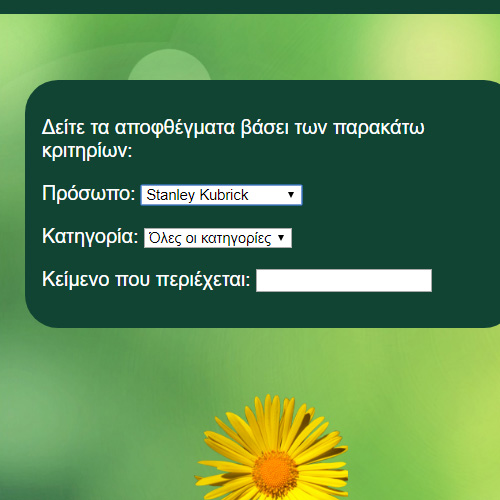 Δείτε τα αποφθέγματα βάσει των παρακάτω
κριτηρίων:
Πρόσωπο: Stanley Kubrick
Κατηγορία: Όλες οι κατηγορίες
Κείμενο που περιέχεται: